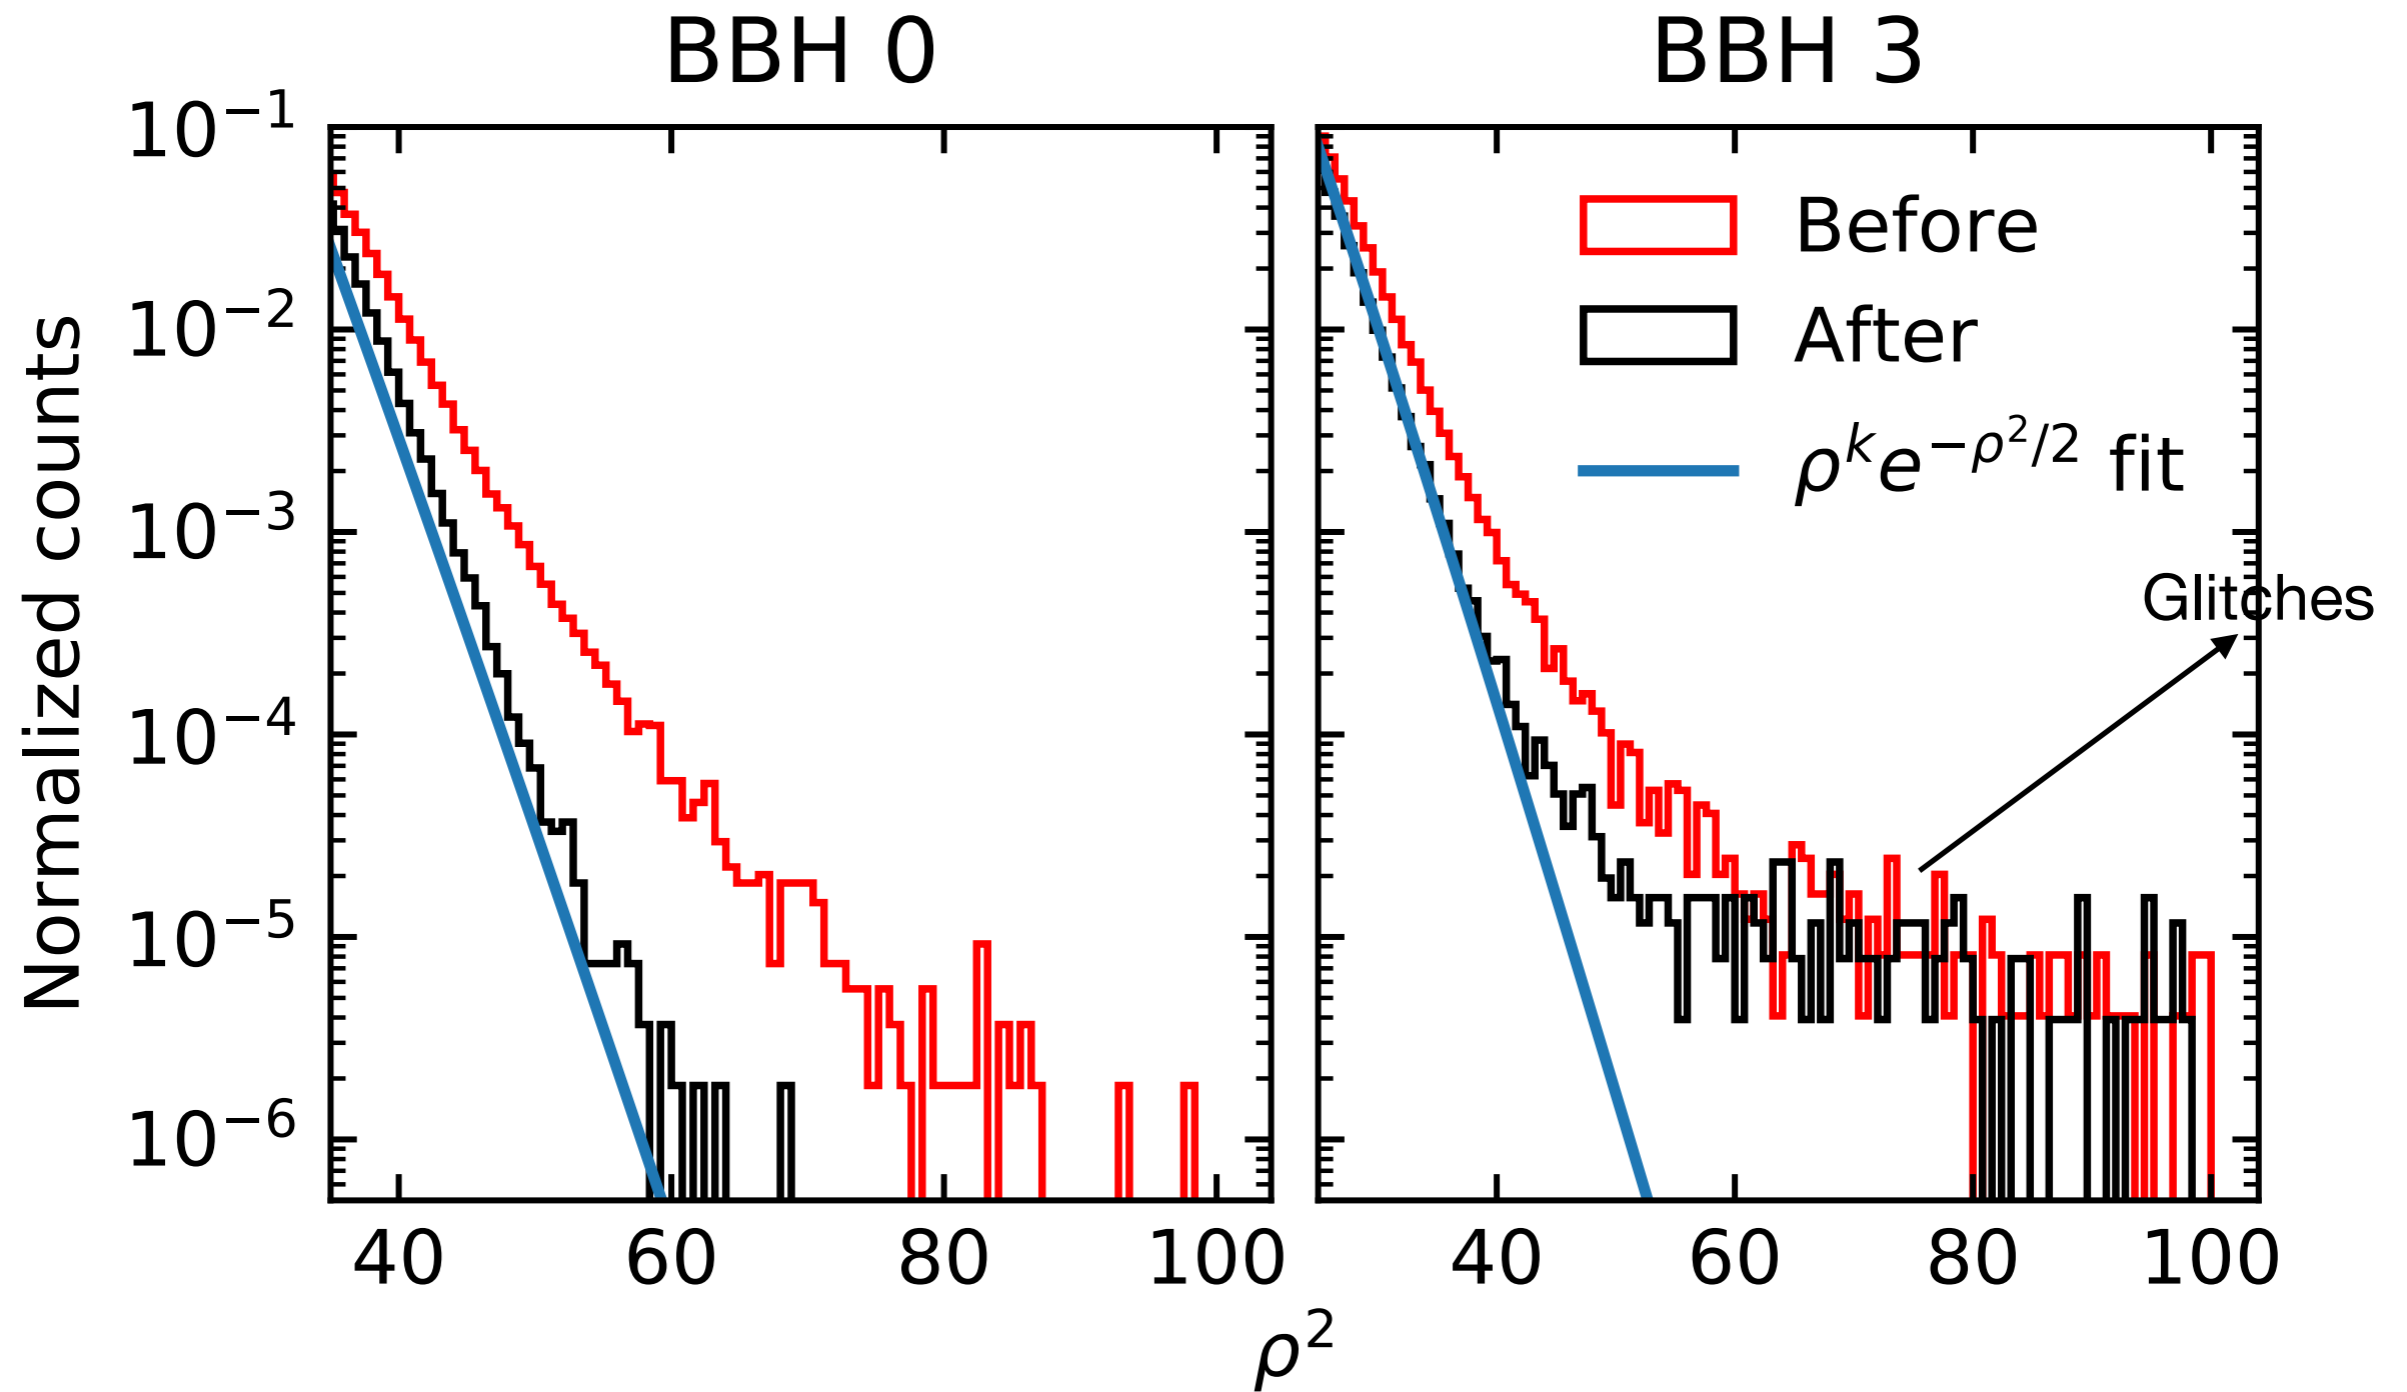 BBH 0
BBH 3
10⁻¹
10⁻²
10⁻³
10⁻⁴
10⁻⁵
10⁻⁶
Normalized counts
Before
After
ρᵏe^{−ρ²/2} fit
Glitches
40 60 80 100
40 60 80 100
ρ²